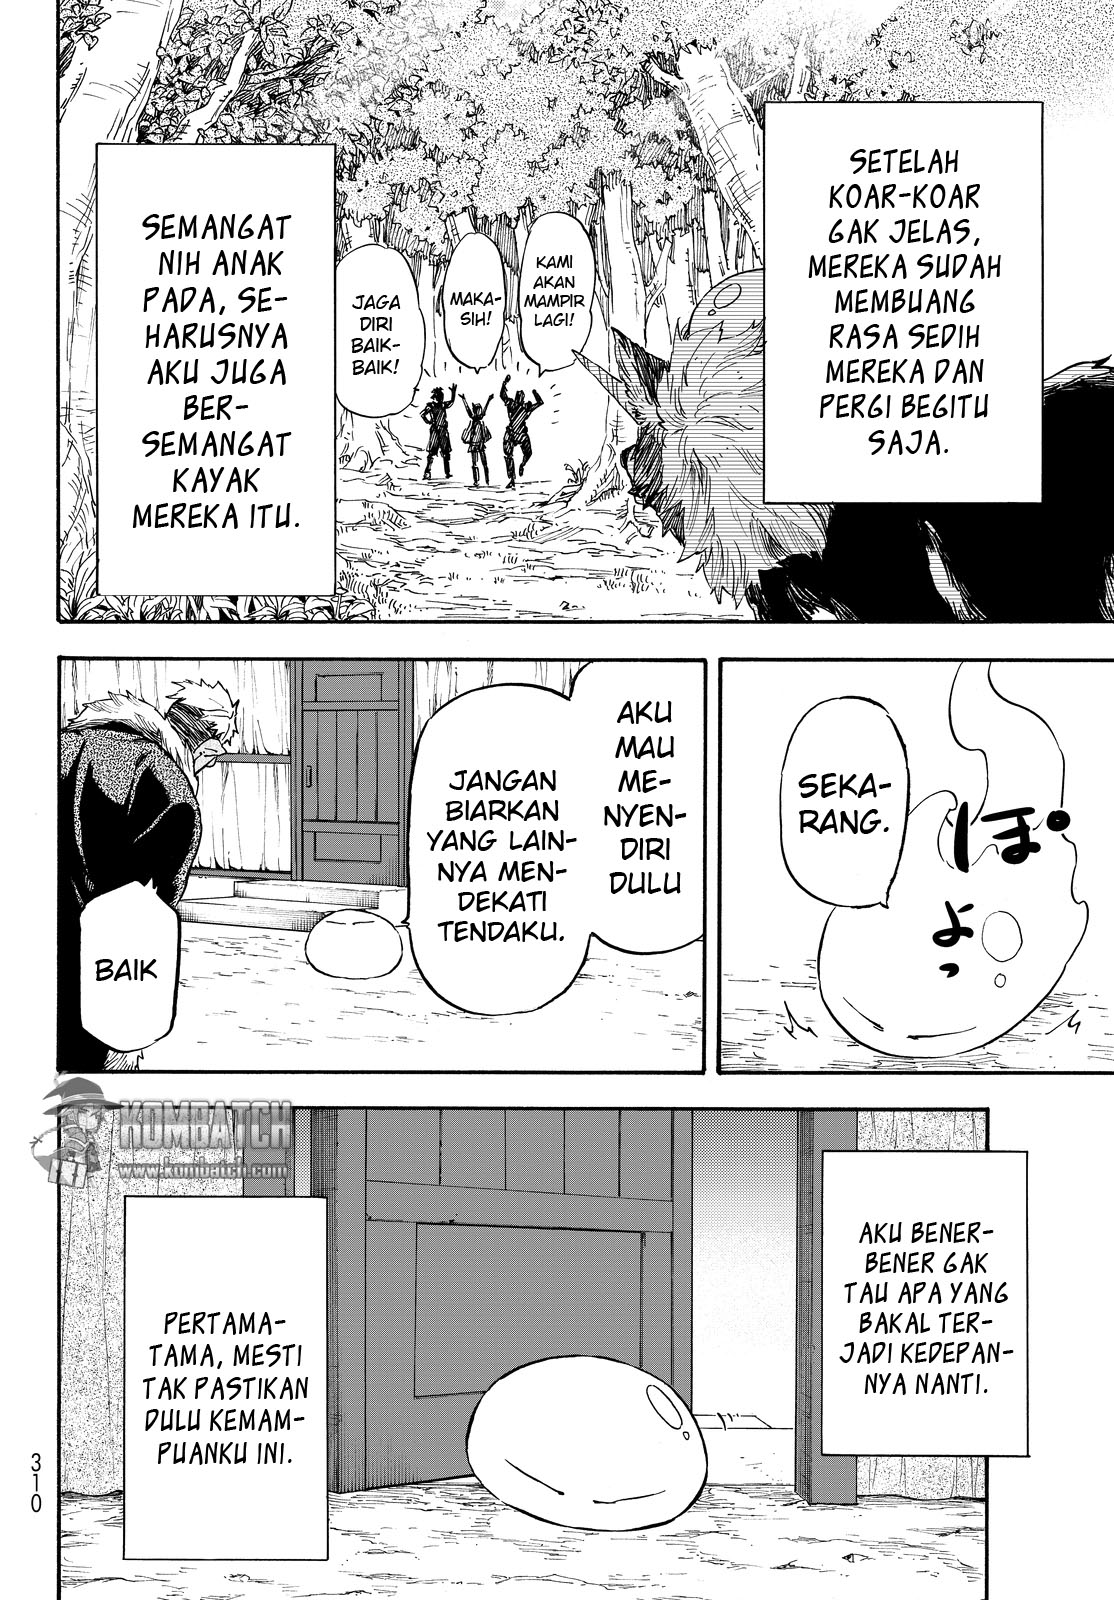 SETELAH
KOAR-KOAR
GAK JELAS,
MEREKA SUDAH
MEMBUANG
RASA SEDIH
MEREKA DAN
PERGI BEGITU
SAJA.
KAMI
AKAN
MAMPIR
LAGI!
MAKA-
SIH!
JAGA
DIRI
BAIK-
BAIK!
SEMANGAT
NIH ANAK
PADA, SE-
HARUSNYA
AKU JUGA
BER-
SEMANGAT
KAYAK
MEREKA ITU.
SEKA-
RANG.
ぽ
よっ
AKU
MAU
ME-
NYEN-
DIRI
DULU
JANGAN
BIARKAN
YANG LAIN-
NYA MEN-
DEKATI
TENDAKU.
BAIK
KOMBATCH
www.kombatch.com
AKU BENER-
BENER GAK
TAU APA YANG
BAKAL TER-
JADI KEDEPAN-
NYA NANTI.
PERTAMA-
TAMA, MESTI
TAK PASTIKAN
DULU KEMAM-
PUANKU INI.
310